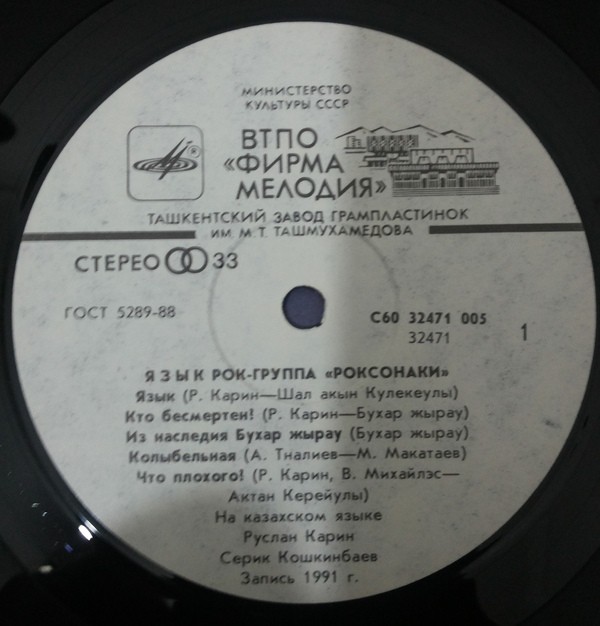 МИНИСТЕРСТВО
КУЛЬТУРЫ СССР
ВТПО
«ФИРМА
МЕЛОДИЯ»
ТАШКЕНТСКИЙ ЗАВОД ГРАМПЛАСТИНОК
ИМ. М. Т. ТАШМУХАМЕДОВА
СТЕРЕО 33
ГОСТ 5289-88
С60 32471 005
32471
1
ЯЗЫК РОК-ГРУППА «РОКСОНАКИ»
Язык (Р. Карин—Шал акын Кулекеулы)
Кто бесмертен! (Р. Карин—Бухар жырау)
Из наследия Бухар жырау (Бухар жырау)
Колыбельная (А. Тналиев—М. Макатаев)
Что плохого! (Р. Карин, В. Михайлэс—
Актан Керейулы)
На казахском языке
Руслан Карин
Серик Кошкинбаев
Запись 1991 г.